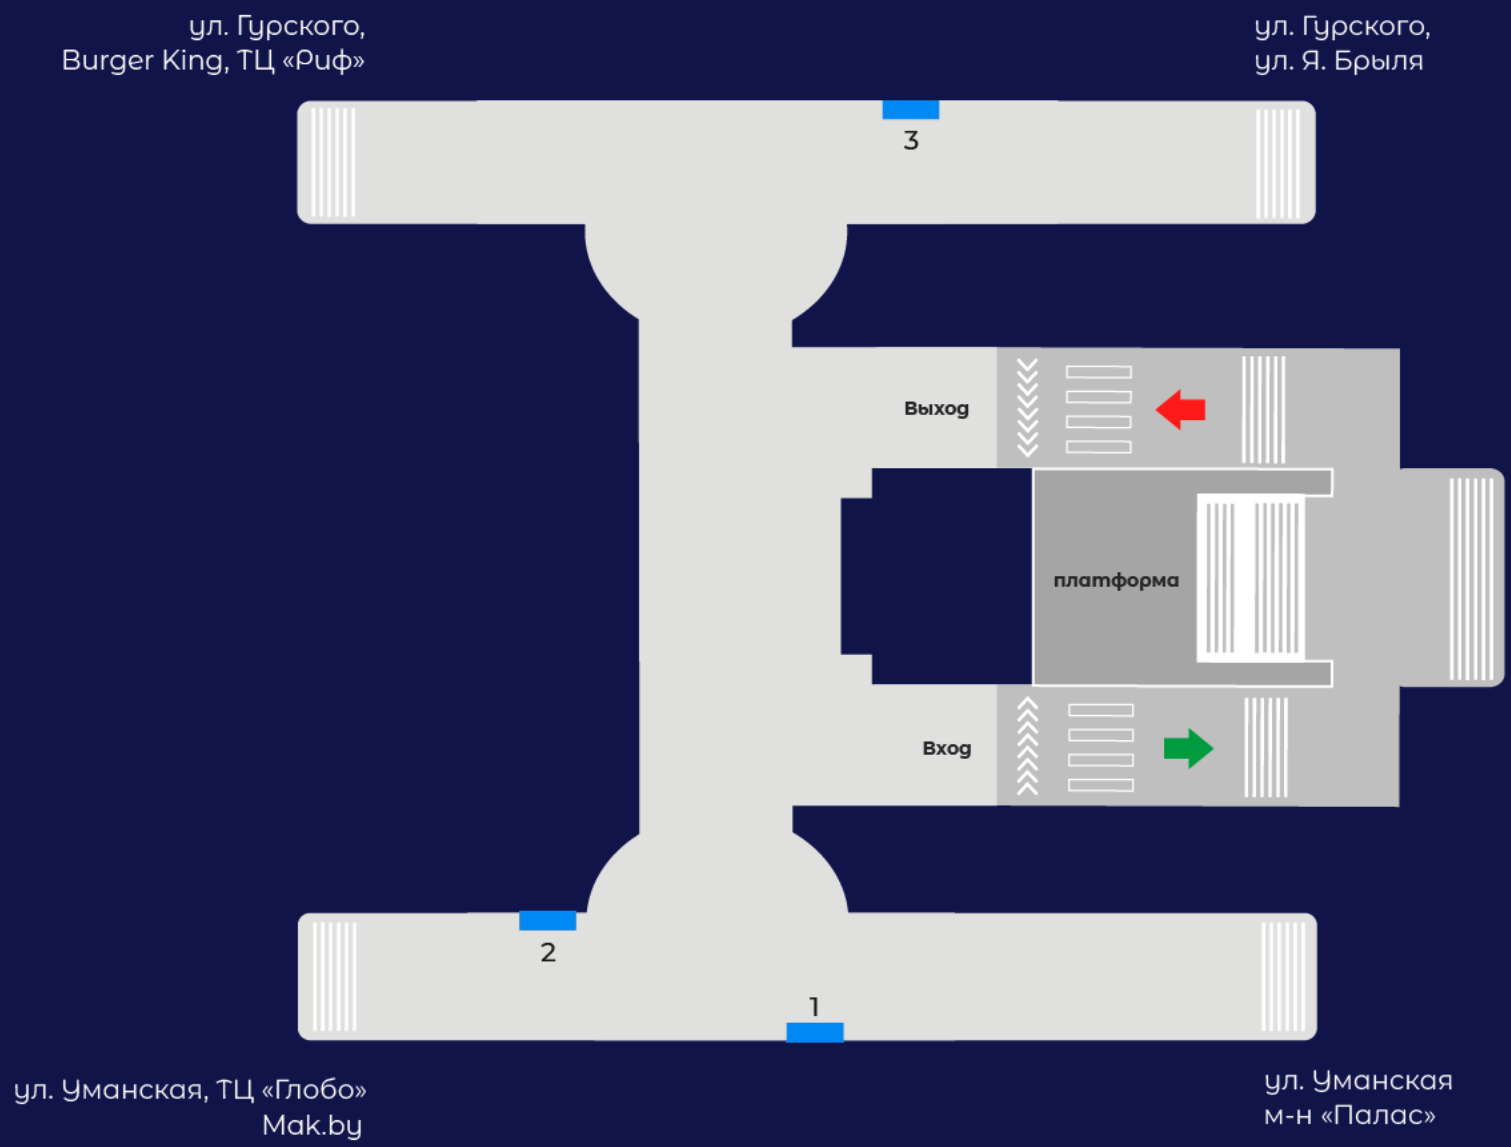 ул. Гурского,
Burger King, ТЦ «Риф»
ул. Гурского,
ул. Я. Брыля
3
Выход
платформа
Вход
2
1
ул. Уманская, ТЦ «Глобо»
Mak.by
ул. Уманская
м-н «Палас»